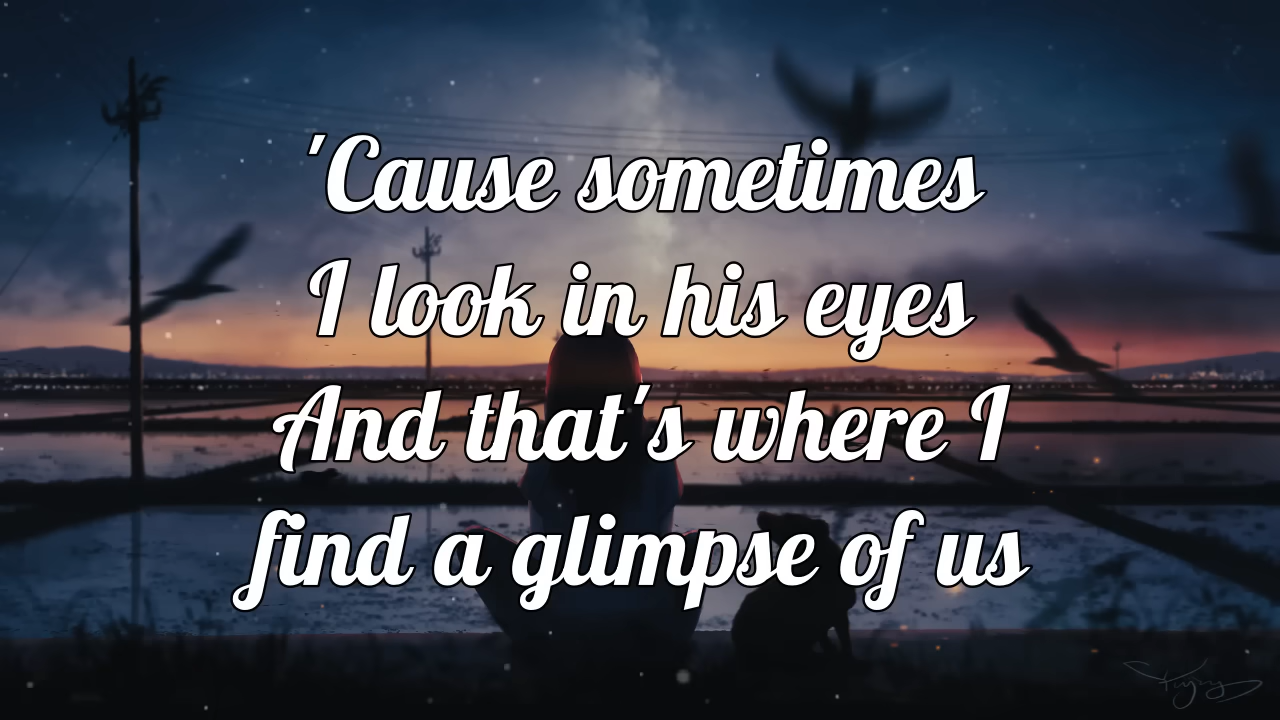 'Cause sometimes
I look in his eyes
And that's where I
find a glimpse of us